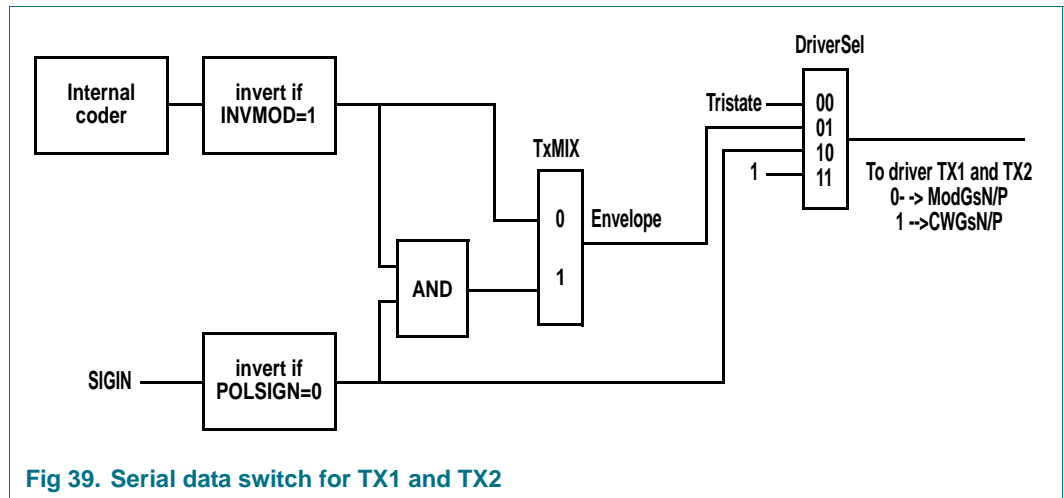 DriverSel
Internal
coder
invert if
INVMOD=1
Tristate
00
01
10
11
1
TxMIX
0
1
Envelope
To driver TX1 and TX2
0- -> ModGsN/P
1 -->CWGsN/P
AND
SIGIN
invert if
POLSIGN=0
Fig 39. Serial data switch for TX1 and TX2